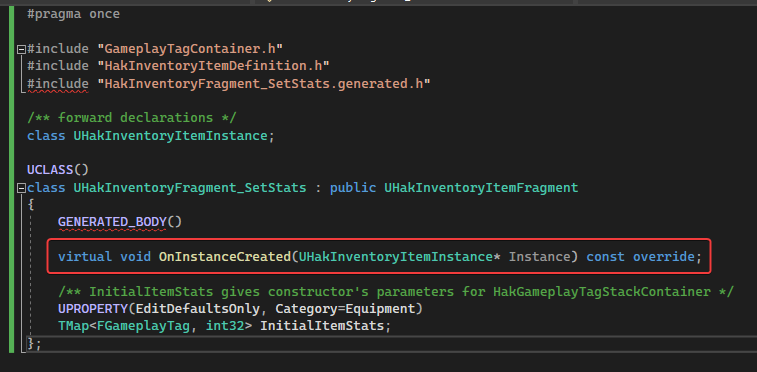 #pragma once
#include "GameplayTagContainer.h"
#include "HakInventoryItemDefinition.h"
#include "HakInventoryFragment_SetStats.generated.h"
/** forward declarations */
class UHakInventoryItemInstance;
UCLASS()
class UHakInventoryFragment_SetStats : public UHakInventoryItemFragment
{
GENERATED_BODY()
virtual void OnInstanceCreated(UHakInventoryItemInstance* Instance) const override;
/** InitialItemStats gives constructor's parameters for HakGameplayTagStackContainer */
UPROPERTY(EditDefaultsOnly, Category=Equipment)
TMap<FGameplayTag, int32> InitialItemStats;
};